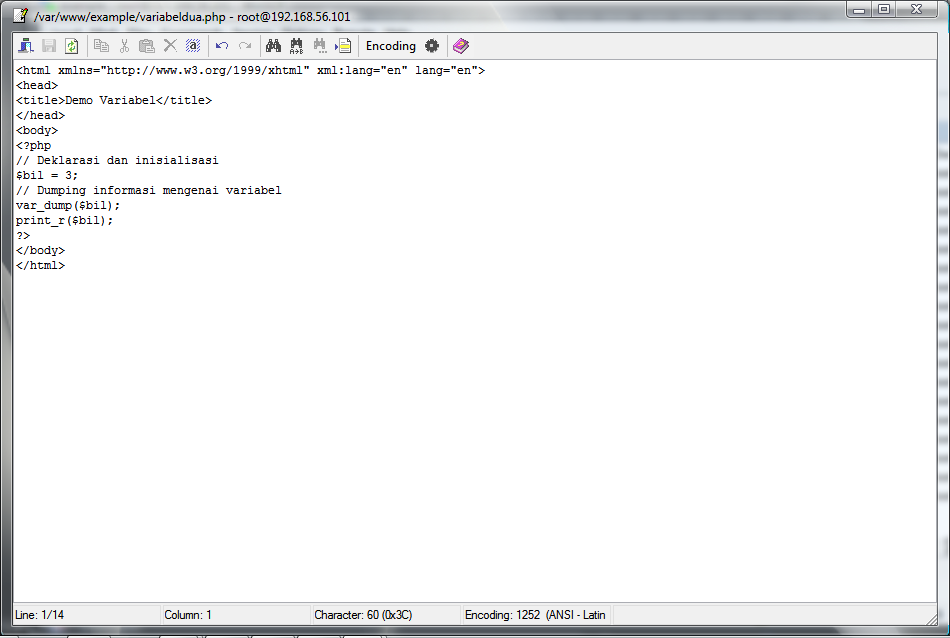 /var/www/example/variabeldua.php - root@192.168.56.101
Encoding
<html xmlns="http://www.w3.org/1999/xhtml" xml:lang="en" lang="en">
<head>
<title>Demo Variabel</title>
</head>
<body>
<?php
// Deklarasi dan inisialisasi
$bil = 3;
// Dumping informasi mengenai variabel
var_dump($bil);
print_r($bil);
?>
</body>
</html>
Line: 1/14 Column: 1 Character: 60 (0x3C) Encoding: 1252 (ANSI - Latin